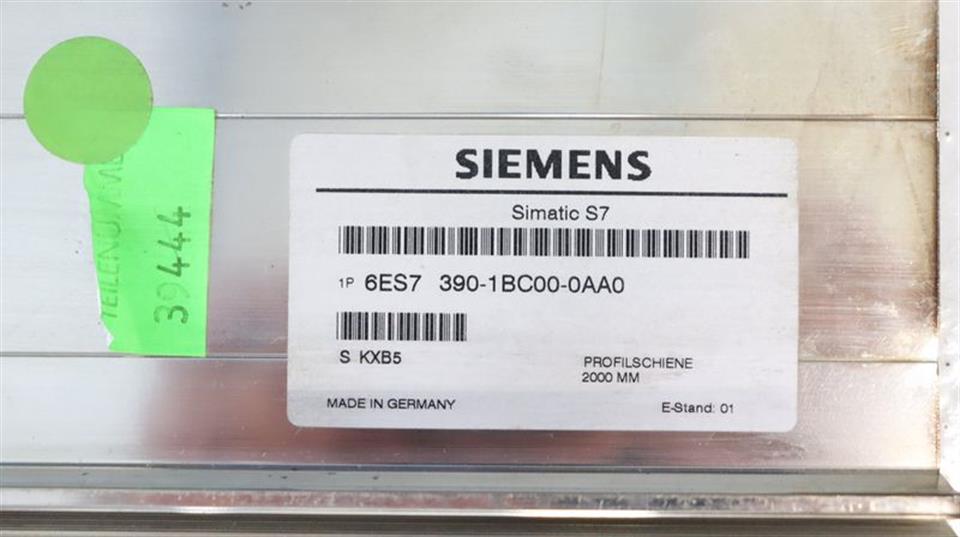 SIEMENS
Simatic S7
1P 6ES7 390-1BC00-0AA0
S KXB5
PROFILSCHIENE
2000 MM
MADE IN GERMANY
E-Stand: 01
39444